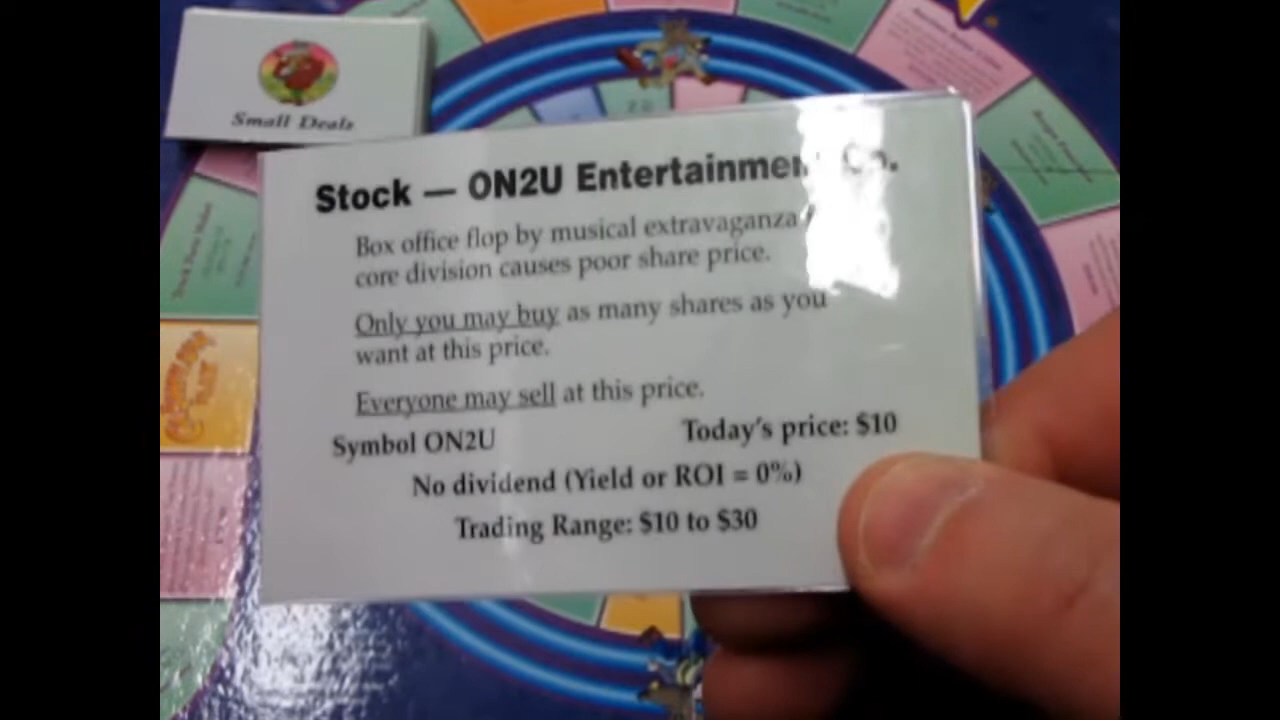 Small Deals
Stock — ON2U Entertainment Co.
Box office flop by musical extravaganza
core division causes poor share price.
Only you may buy as many shares as you
want at this price.
Everyone may sell at this price.
Symbol ON2U Today's price: $10
No dividend (Yield or ROI = 0%)
Trading Range: $10 to $30